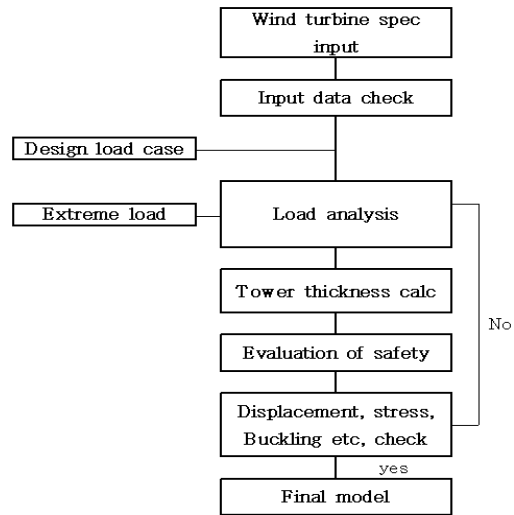 Wind turbine spec
input
Input data check
Design load case
Extreme load
Load analysis
Tower thickness calc
No
Evaluation of safety
Displacement, stress,
Buckling etc, check
yes
Final model